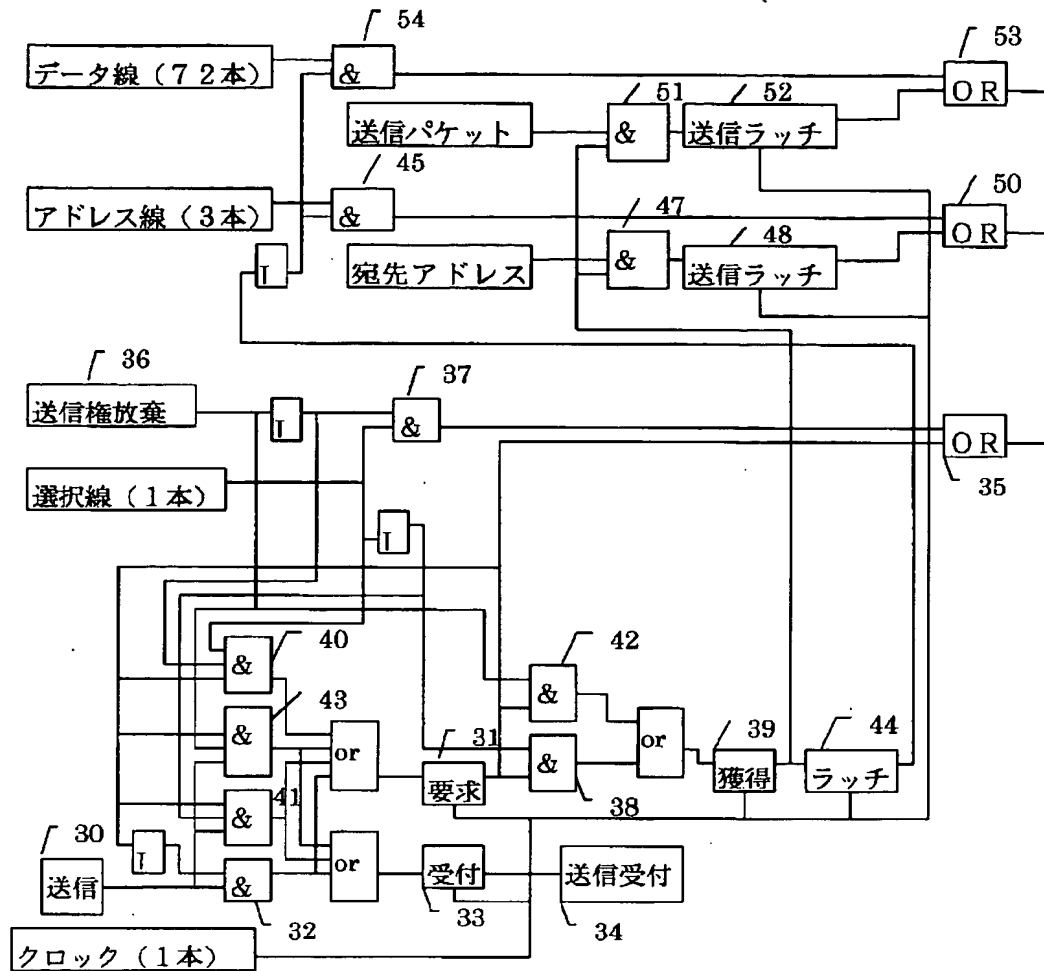 54
53
データ線(72本)
&
OR
51
52
送信パケット
&
送信ラッチ
45
50
アドレス線(3本)
&
47
48
OR
I
宛先アドレス
&
送信ラッチ
36
37
送信権放棄
I
&
OR
選択線(1本)
35
I
40
42
&
&
43
&
or
31
or
39
44
要求
&
獲得
ラッチ
41
&
38
30
I
or
受付
送信受付
送信
&
32
33
34
クロック(1本)